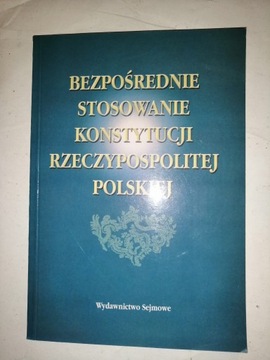 BEZPOŚREDNIE
STOSOWANIE
KONSTYTUCJI
RZECZYPOSPOLITEJ
POLSKIEJ
Wydawnictwo Sejmowe